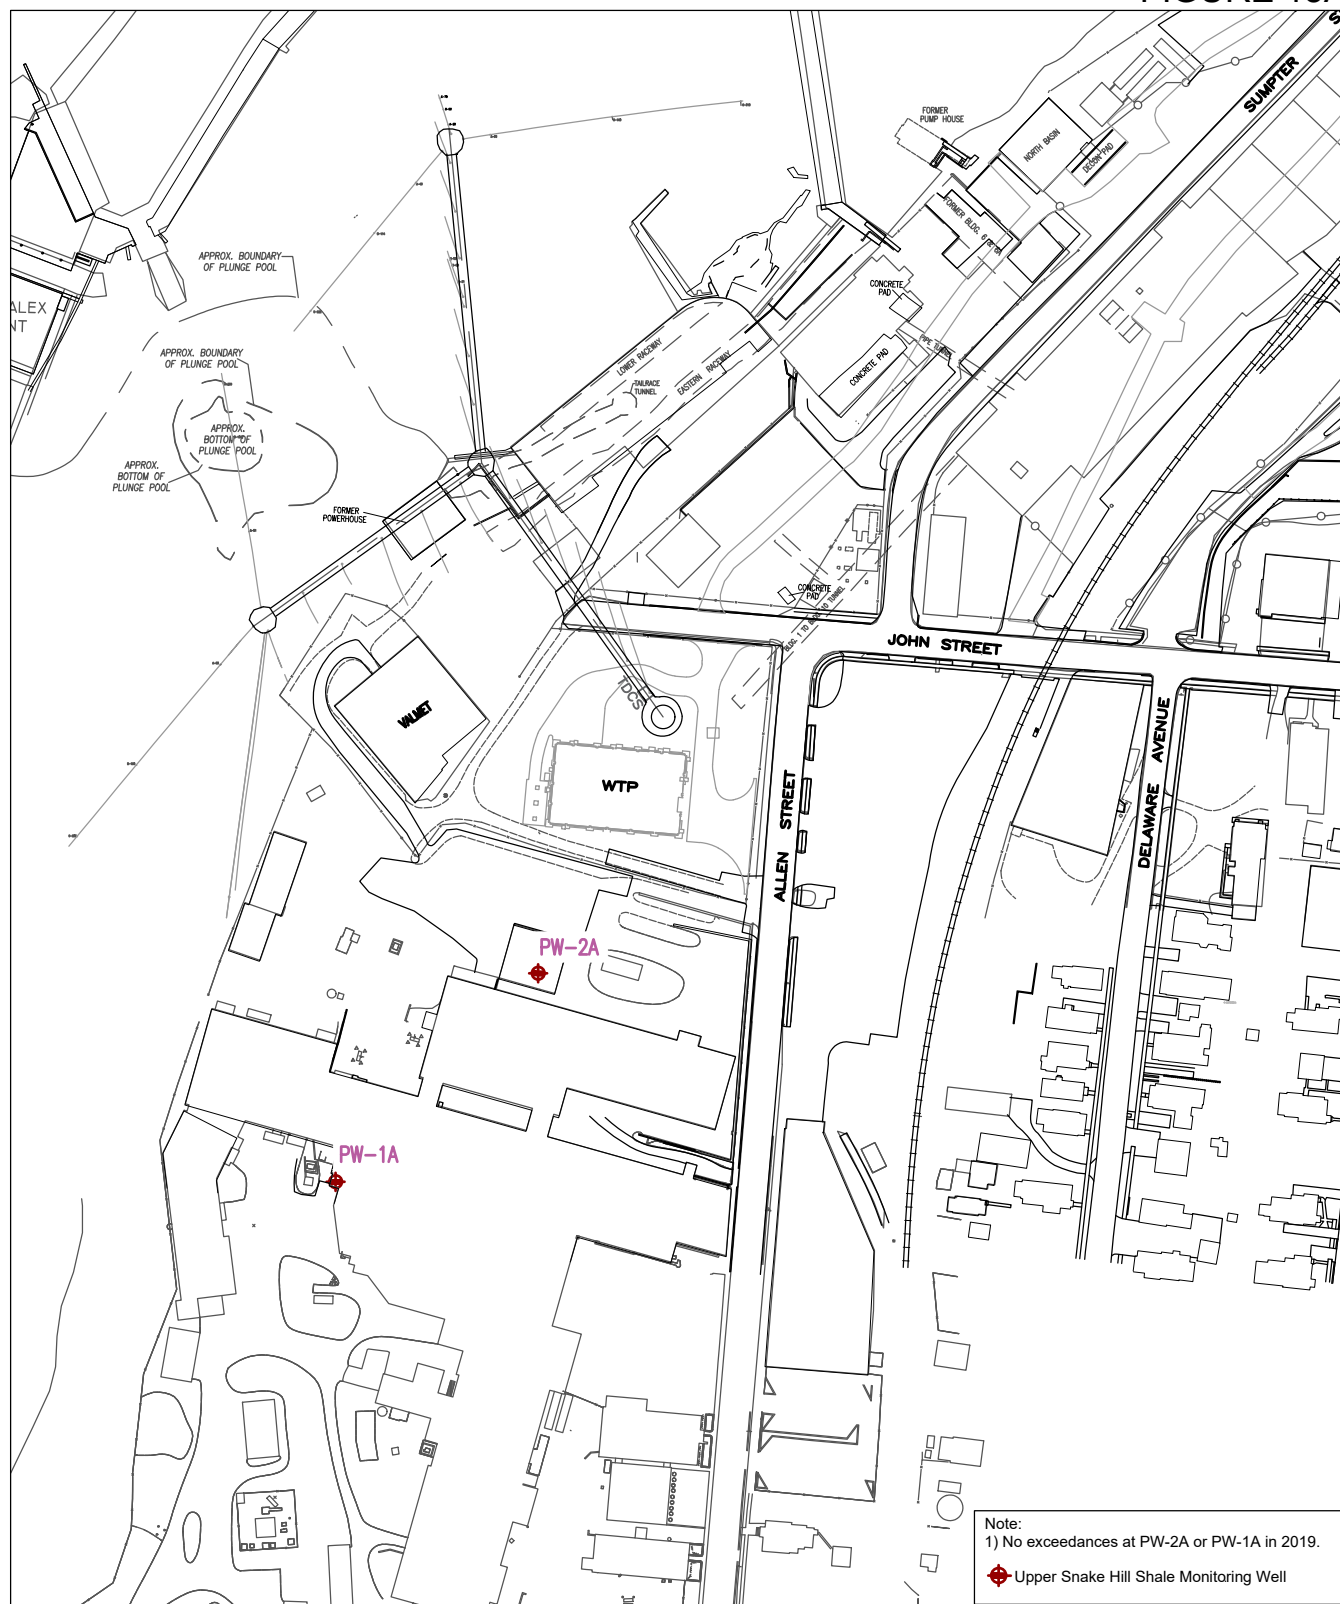 SUMPTER
FORMER
PUMP HOUSE
NORTH BASIN
DECON PAD
FORMER BLDG. 6
APPROX. BOUNDARY
OF PLUNGE POOL
CONCRETE
PAD
ALEX
NT
APPROX. BOUNDARY
OF PLUNGE POOL
LOWER RACEWAY
EASTERN RACEWAY
PIPE TUNNEL
CONCRETE PAD
TAILRACE
TUNNEL
APPROX.
BOTTOM OF
PLUNGE POOL
APPROX.
BOTTOM OF
PLUNGE POOL
FORMER
POWERHOUSE
CONCRETE
PAD
JOHN STREET
TDCS
VALMET
WTP
ALLEN STREET
DELAWARE AVENUE
PW-2A
PW-1A
Note:
1) No exceedances at PW-2A or PW-1A in 2019.
Upper Snake Hill Shale Monitoring Well